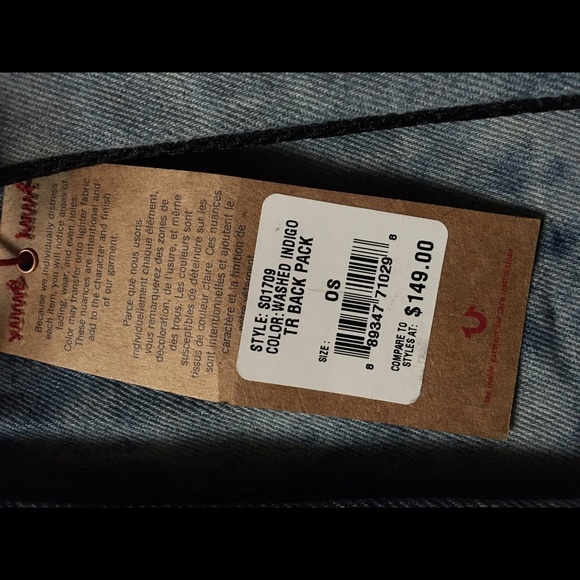 Because we individually distress
each item, you will notice areas of
fading, wear, and even holes.
Color may transfer onto lighter fabric.
These nuances are intentional and
add to the character and finish
of our garment.
Parce qué nous usons
individuellement chaque élément,
vous remarquerez des zones de
décoloration, de l'usure, et même
des trous. Les couleurs sont
susceptibles de déteindre sur les
tissus de couleur claire. Ces nuances
sont intentionnelles et ajoutent le
caractère et la finition de
STYLE: S01709
COLOR: WASHED INDIGO
TR BACK PACK
SIZE: OS
8 89347 71029 8
COMPARE TO
STYLES AT: $149.00